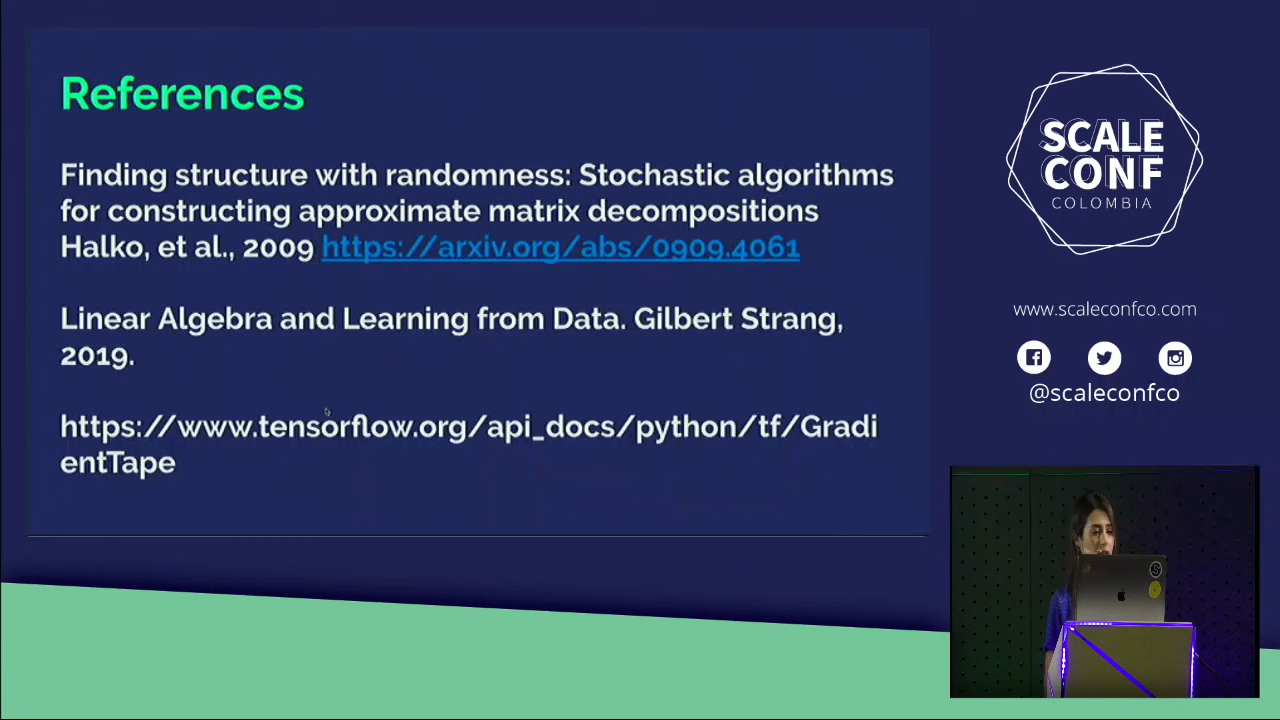 References
Finding structure with randomness: Stochastic algorithms
for constructing approximate matrix decompositions
Halko, et al., 2009 https://arxiv.org/abs/0909.4061
Linear Algebra and Learning from Data. Gilbert Strang,
2019.
https://www.tensorflow.org/api_docs/python/tf/Gradi
entTape
SCALE
CONF
COLOMBIA
www.scaleconfco.com
@scaleconfco